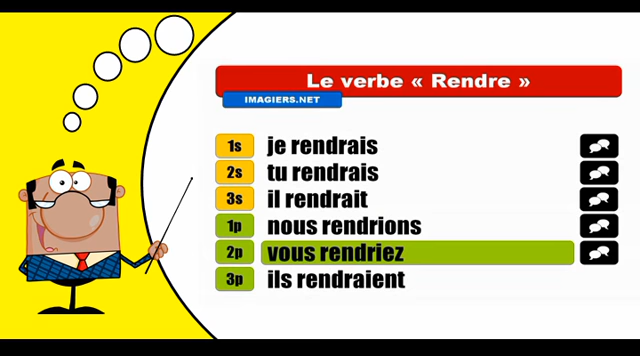 Le verbe « Rendre »
IMAGIERS.NET
1s je rendrais
2s tu rendrais
3s il rendrait
1p nous rendrions
2p vous rendriez
3p ils rendraient